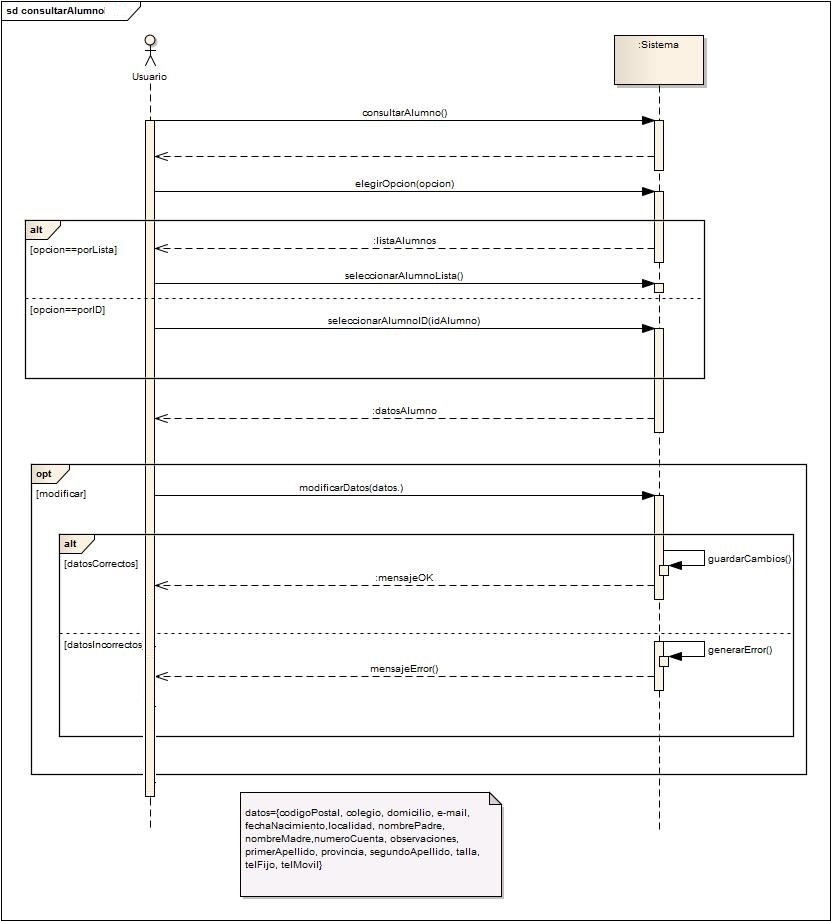 sd consultarAlumno
:Sistema
Usuario
consultarAlumno()
elegirOpcion(opcion)
alt
:listaAlumnos
[opcion==porLista]
seleccionarAlumnoLista()
[opcion==porID]
seleccionarAlumnoID(idAlumno)
:datosAlumno
opt
[modificar]
modificarDatos(datos.)
alt
[datosCorrectos]
guardarCambios()
:mensajeOK
[datosIncorrectos
generarError()
mensajeError()
datos={codigoPostal, colegio, domicilio, e-mail,
fechaNacimiento,localidad, nombrePadre,
nombreMadre,numeroCuenta, observaciones,
primerApellido, provincia, segundoApellido, talla,
telFijo, telMovil}